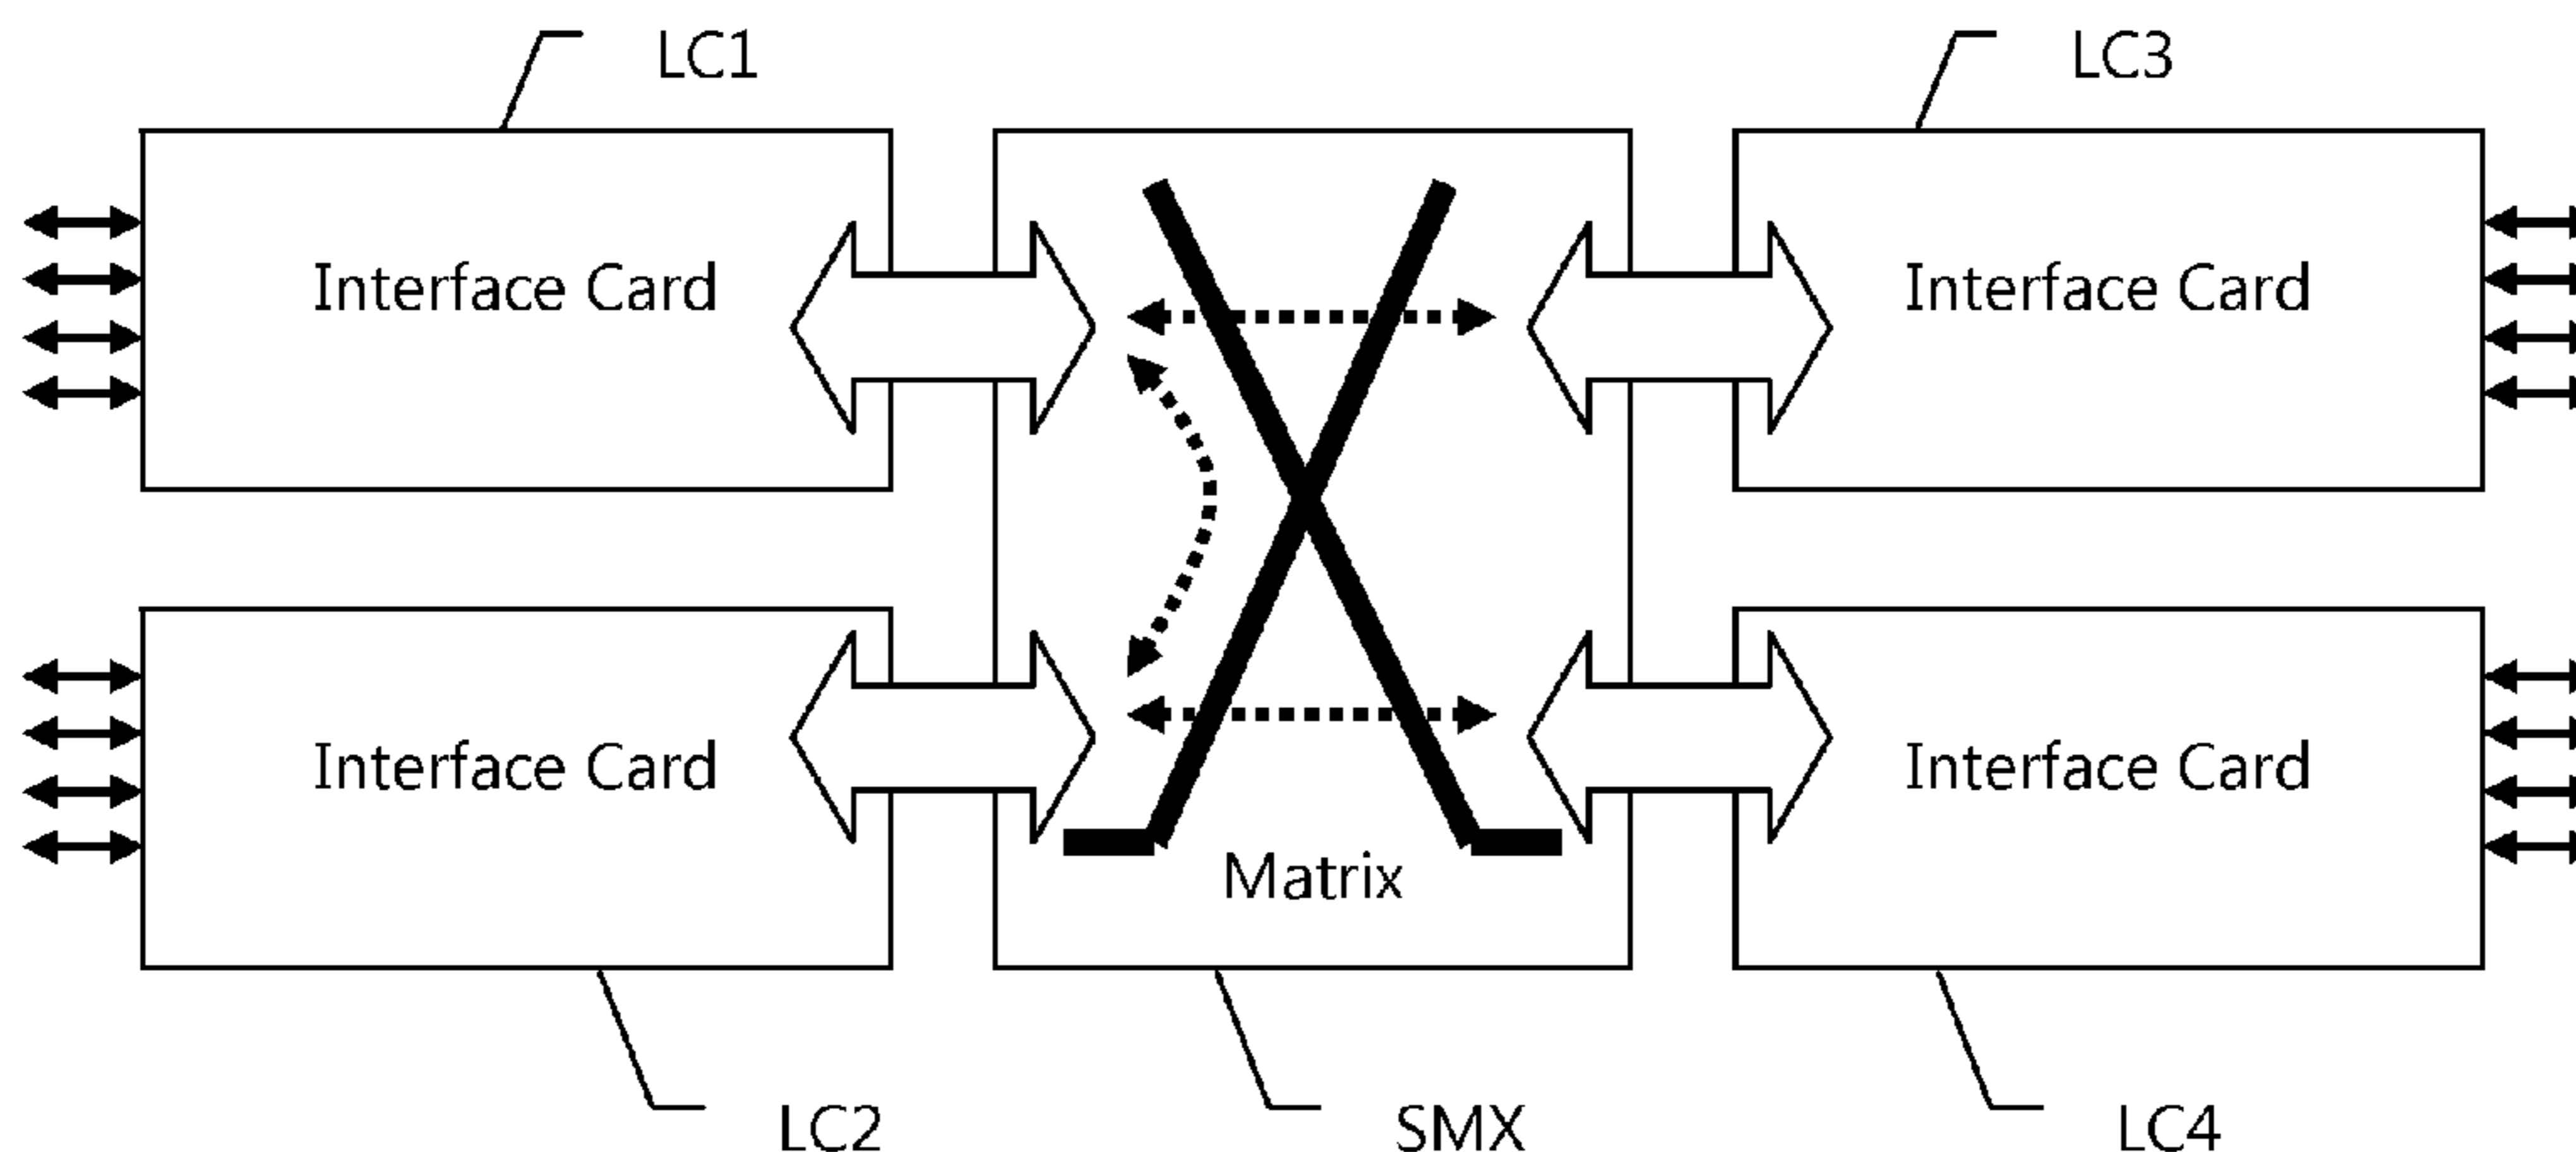 LC1
LC3
Interface Card
Interface Card
Interface Card
Interface Card
Matrix
LC2
SMX
LC4